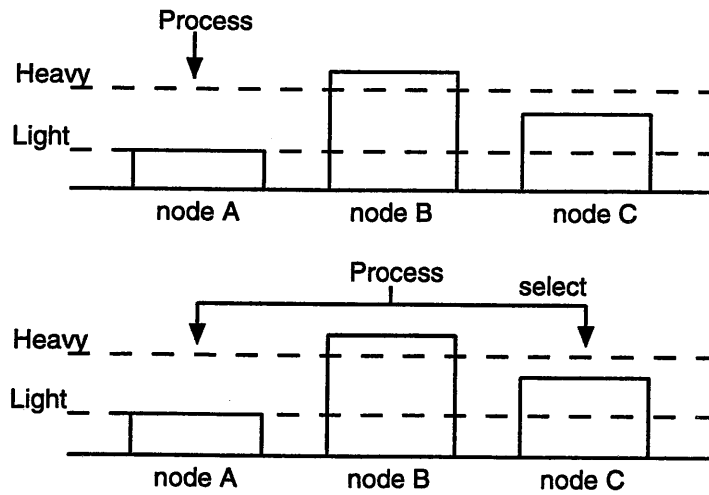 Process
Heavy
Light
node A node B node C
Process
select
Heavy
Light
node A node B node C